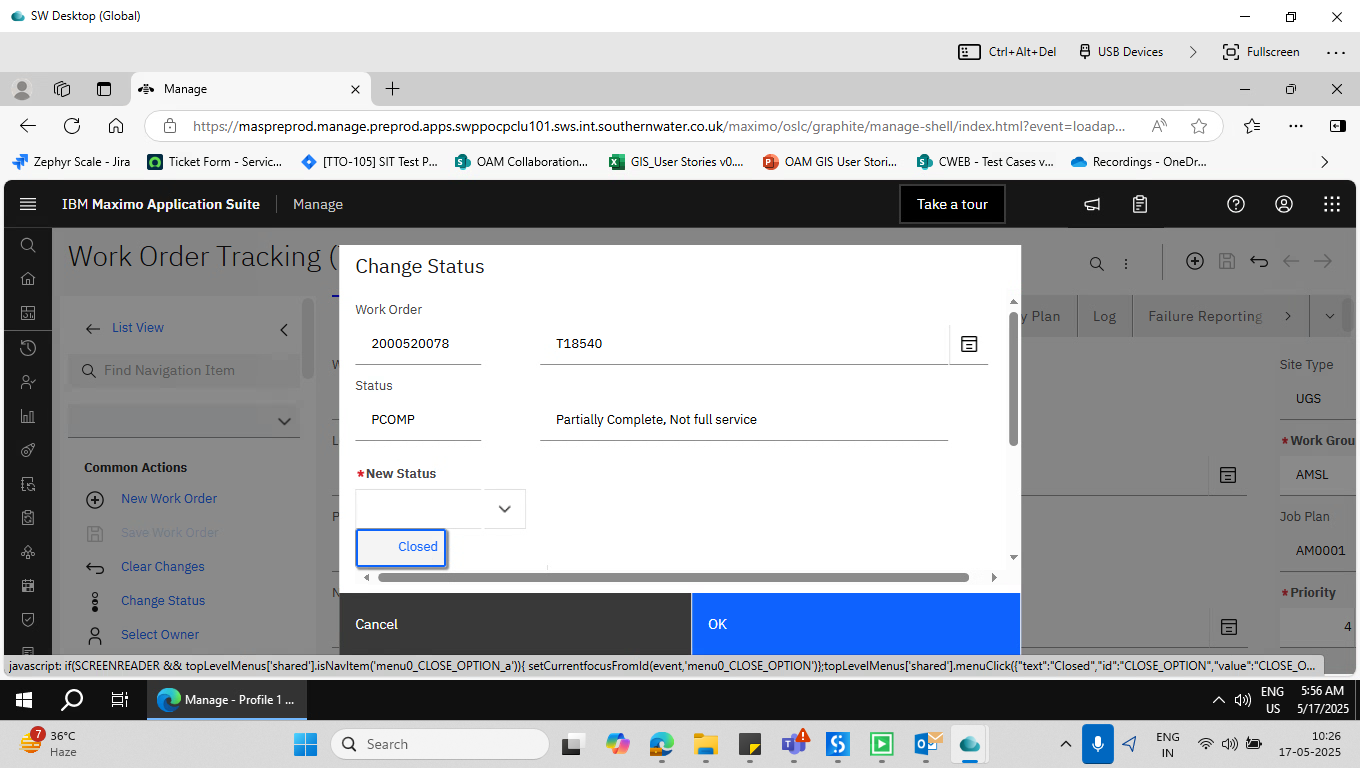 SW Desktop (Global)
Ctrl+Alt+Del
USB Devices
Fullscreen
Manage
https://maspreprod.manage.preprod.apps.swppocpclu101.sws.int.southernwater.co.uk/maximo/oslc/graphite/manage-shell/index.html?event=loadap...
Zephyr Scale - Jira
Ticket Form - Servic...
[TTO-105] SIT Test P...
OAM Collaboration...
GIS_User Stories v0....
OAM GIS User Stori...
CWEB - Test Cases v...
Recordings - OneDr...
IBM Maximo Application Suite
Manage
Take a tour
Work Order Tracking (
List View
Find Navigation Item
Common Actions
New Work Order
Save Work Order
Clear Changes
Change Status
Select Owner
Change Status
Work Order
2000520078
T18540
Status
PCOMP
Partially Complete, Not full service
*New Status
Closed
Cancel
OK
y Plan
Log
Failure Reporting
Site Type
UGS
*Work Grou
AMSL
Job Plan
AM0001
*Priority
4
javascript: if(SCREENREADER && topLevelMenus['shared'].isNavItem('menu0_CLOSE_OPTION_a')){ setCurrentfocusFromId(event,'menu0_CLOSE_OPTION')};topLevelMenus['shared'].menuClick({"text":"Closed","id":"CLOSE_OPTION","value":"CLOSE_O...
Manage - Profile 1 ...
ENG
US
5:56 AM
5/17/2025
7
36°C
Haze
Search
ENG
IN
10:26
17-05-2025